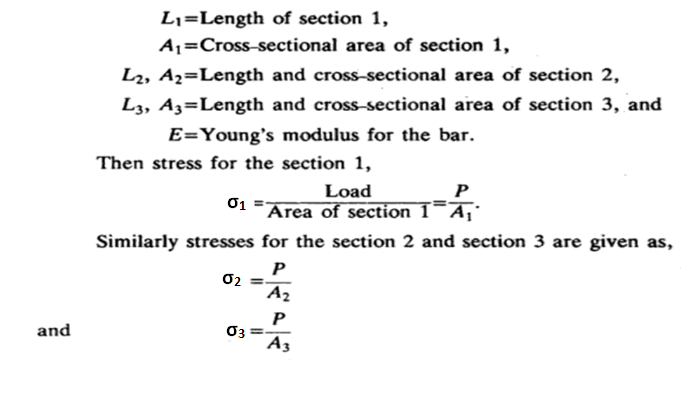 L₁=Length of section 1,
A₁=Cross-sectional area of section 1,
L₂, A₂=Length and cross-sectional area of section 2,
L₃, A₃=Length and cross-sectional area of section 3, and
E=Young's modulus for the bar.
Then stress for the section 1,
σ₁ = Load / Area of section 1 = P / A₁.
Similarly stresses for the section 2 and section 3 are given as,
σ₂ = P / A₂
and σ₃ = P / A₃